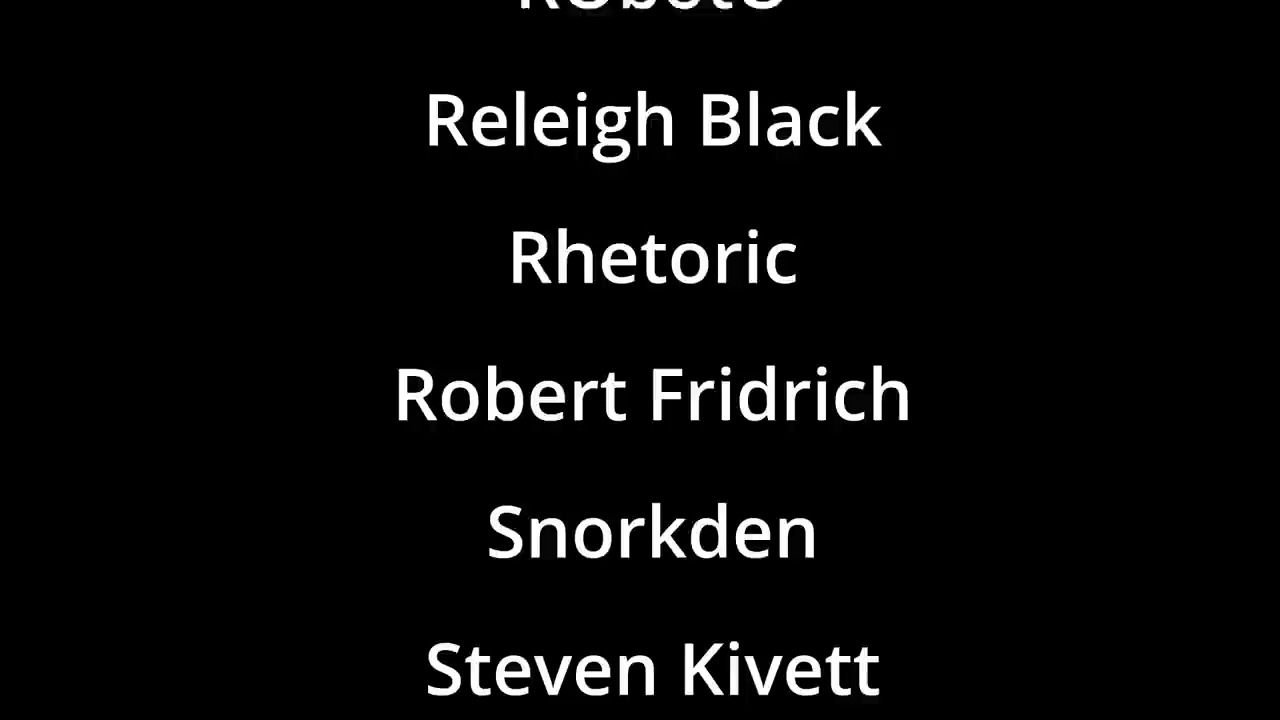 Releigh Black
Rhetoric
Robert Fridrich
Snorkden
Steven Kivett